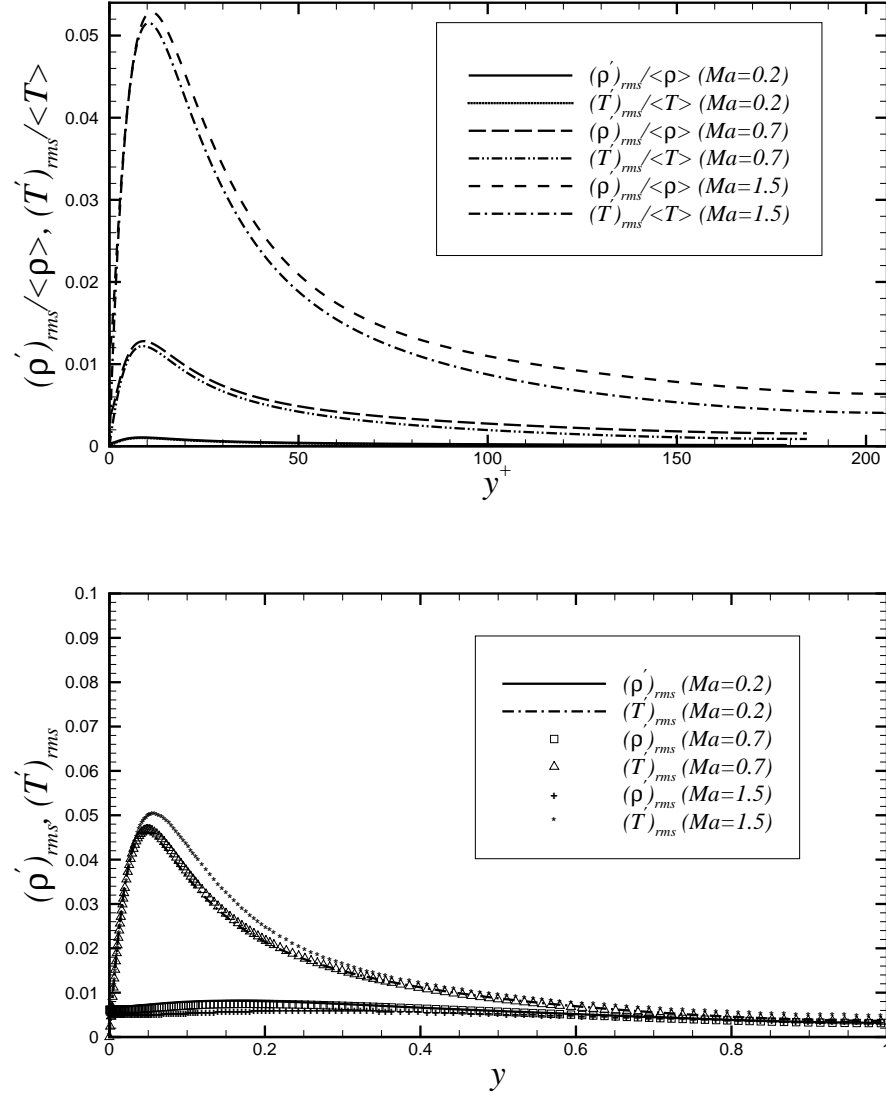 0.05
0.04
0.03
0.02
0.01
0
0 50 100 150 200
y⁺
(ρ')rms/<ρ>, (T')rms/<T>
(ρ')rms/<ρ> (Ma=0.2)
(T')rms/<T> (Ma=0.2)
(ρ')rms/<ρ> (Ma=0.7)
(T')rms/<T> (Ma=0.7)
(ρ')rms/<ρ> (Ma=1.5)
(T')rms/<T> (Ma=1.5)
0.1
0.09
0.08
0.07
0.06
0.05
0.04
0.03
0.02
0.01
0
0 0.2 0.4 0.6 0.8 1
y
(ρ')rms, (T')rms
(ρ')rms (Ma=0.2)
(T')rms (Ma=0.2)
(ρ')rms (Ma=0.7)
(T')rms (Ma=0.7)
(ρ')rms (Ma=1.5)
(T')rms (Ma=1.5)